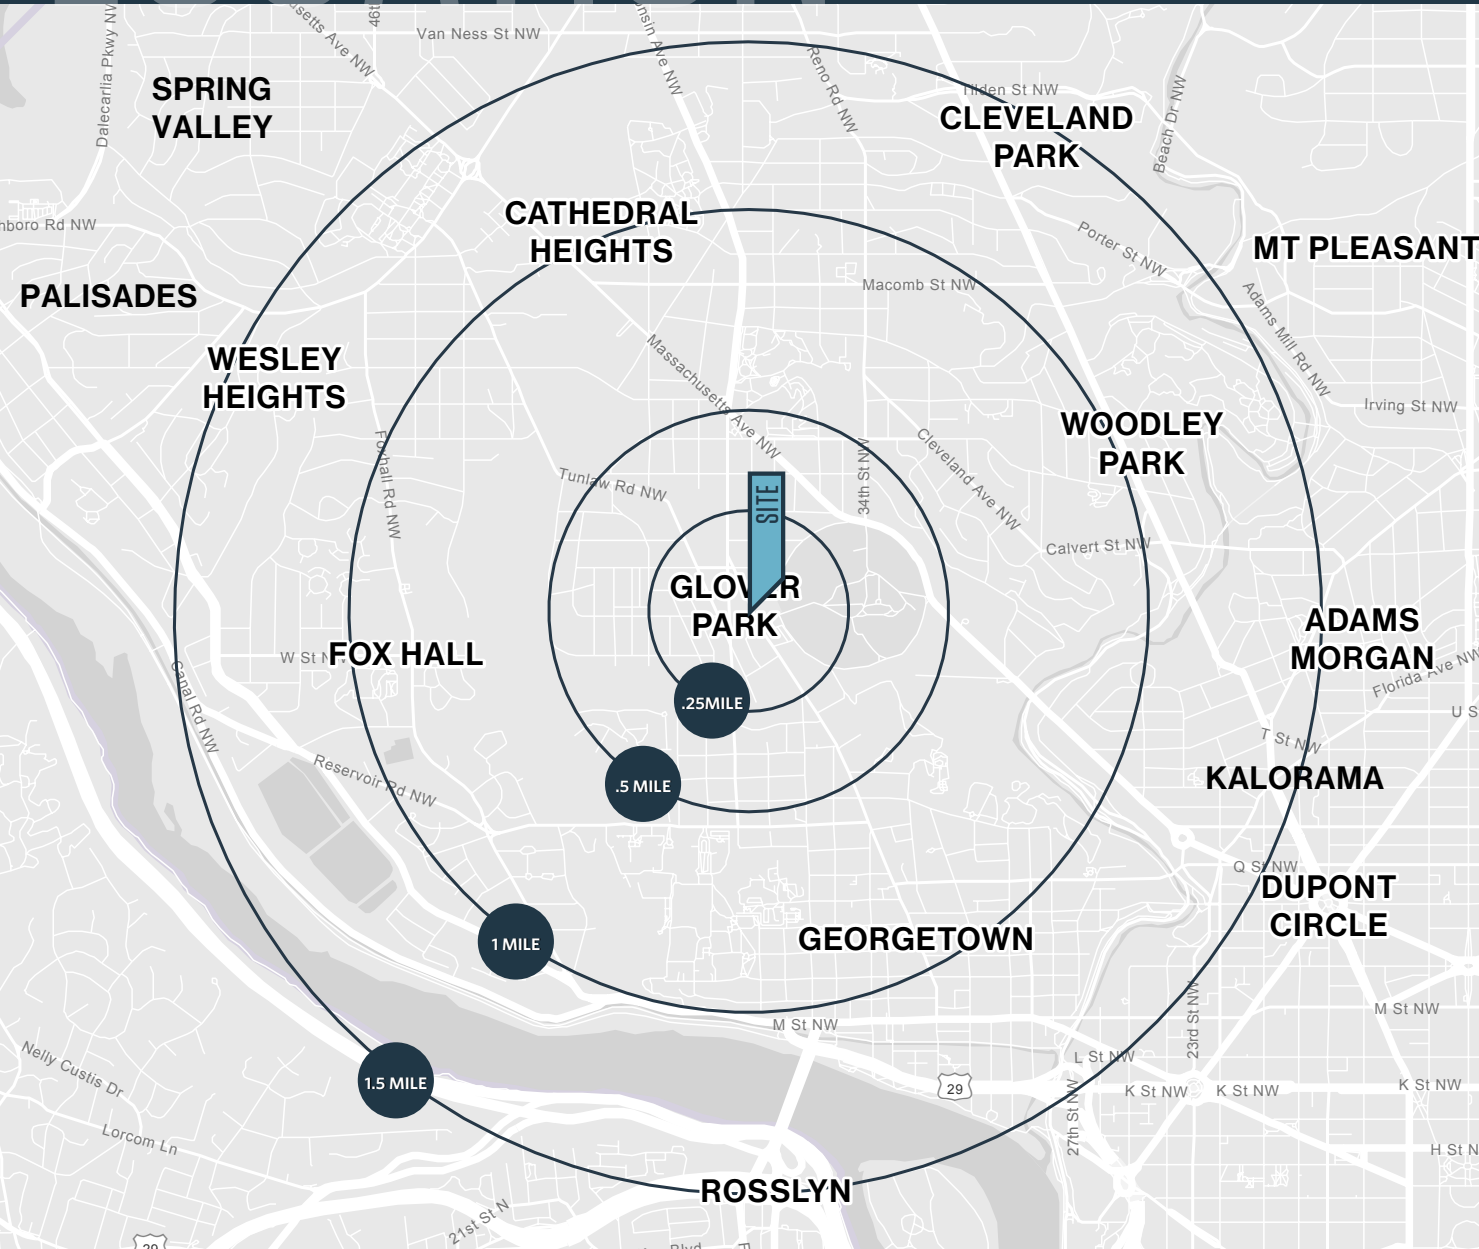 Van Ness St NW
46th
Dalecarlia Pkwy NW
Reno Rd NW
Tilden St NW
Beach Dr NW
SPRING
VALLEY
CLEVELAND
PARK
CATHEDRAL
HEIGHTS
Porter St NW
MT PLEASANT
PALISADES
Macomb St NW
Adams Mill Rd NW
WESLEY
HEIGHTS
Massachusetts Ave NW
Irving St NW
WOODLEY
PARK
Foxhall Rd NW
Tunlaw Rd NW
34th St NW
Cleveland Ave NW
SITE
Calvert St NW
GLOVER
PARK
ADAMS
MORGAN
W St NW
FOX HALL
Florida Ave NW
Canal Rd NW
.25MILE
U S
T St NW
KALORAMA
.5 MILE
Reservoir Rd NW
Q St NW
DUPONT
CIRCLE
1 MILE
GEORGETOWN
M St NW
M St NW
23rd St NW
L St NW
Nelly Custis Dr
1.5 MILE
29
K St NW
K St NW
K St NW
27th St NW
Lorcom Ln
H St N
ROSSLYN
21st St N
29
Blvd